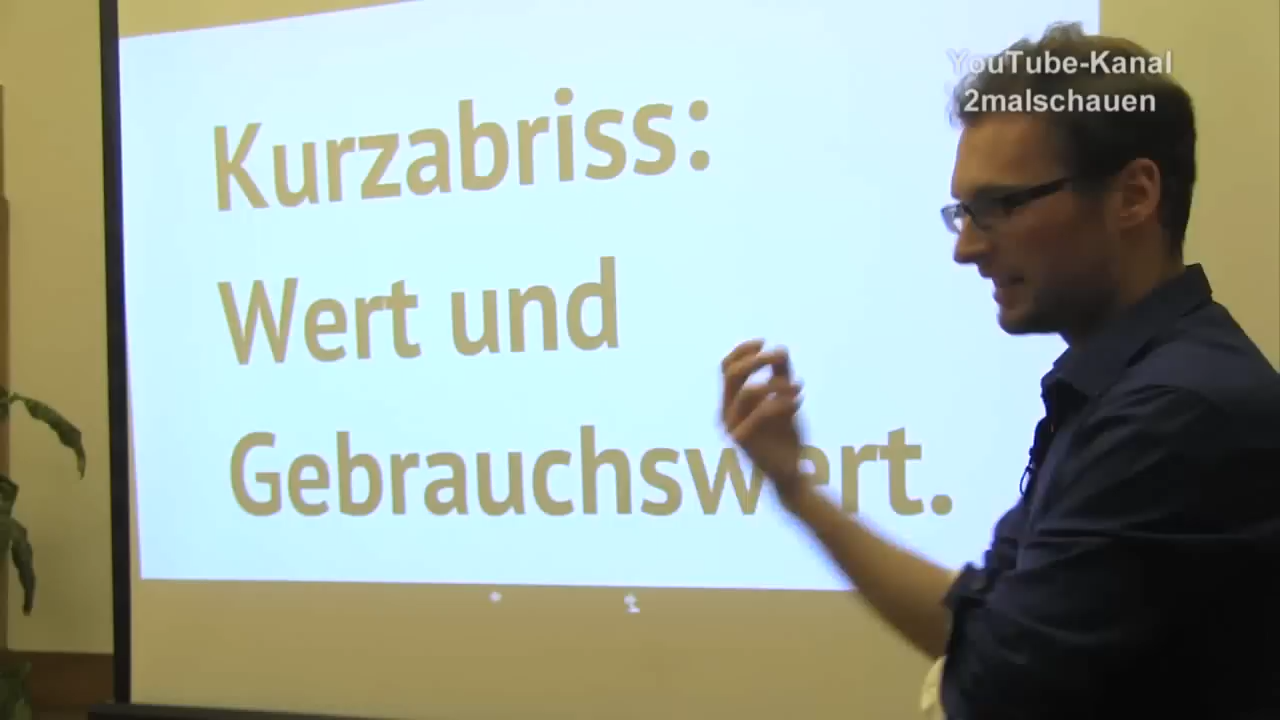 YouTube-Kanal
2malschauen
Kurzabriss:
Wert und
Gebrauchswert.